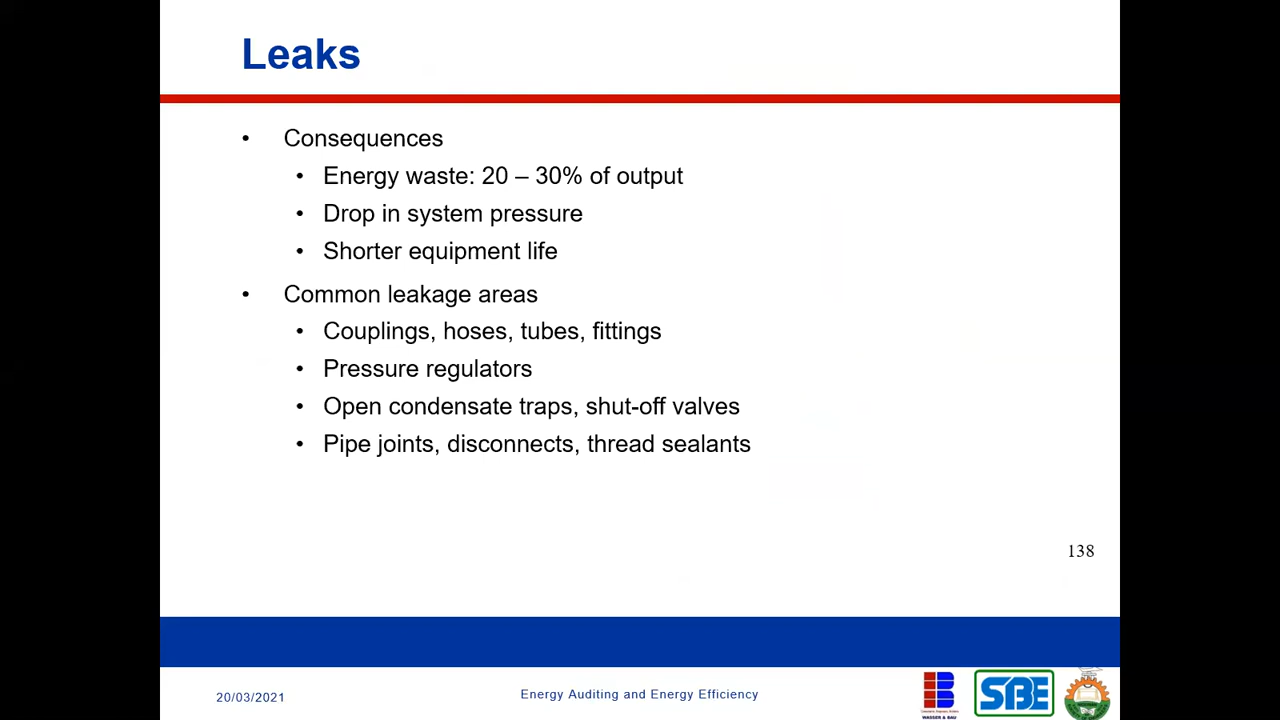 Leaks
• Consequences
• Energy waste: 20 – 30% of output
• Drop in system pressure
• Shorter equipment life
• Common leakage areas
• Couplings, hoses, tubes, fittings
• Pressure regulators
• Open condensate traps, shut-off valves
• Pipe joints, disconnects, thread sealants
138
20/03/2021
Energy Auditing and Energy Efficiency
WASSER & BAU
SBE